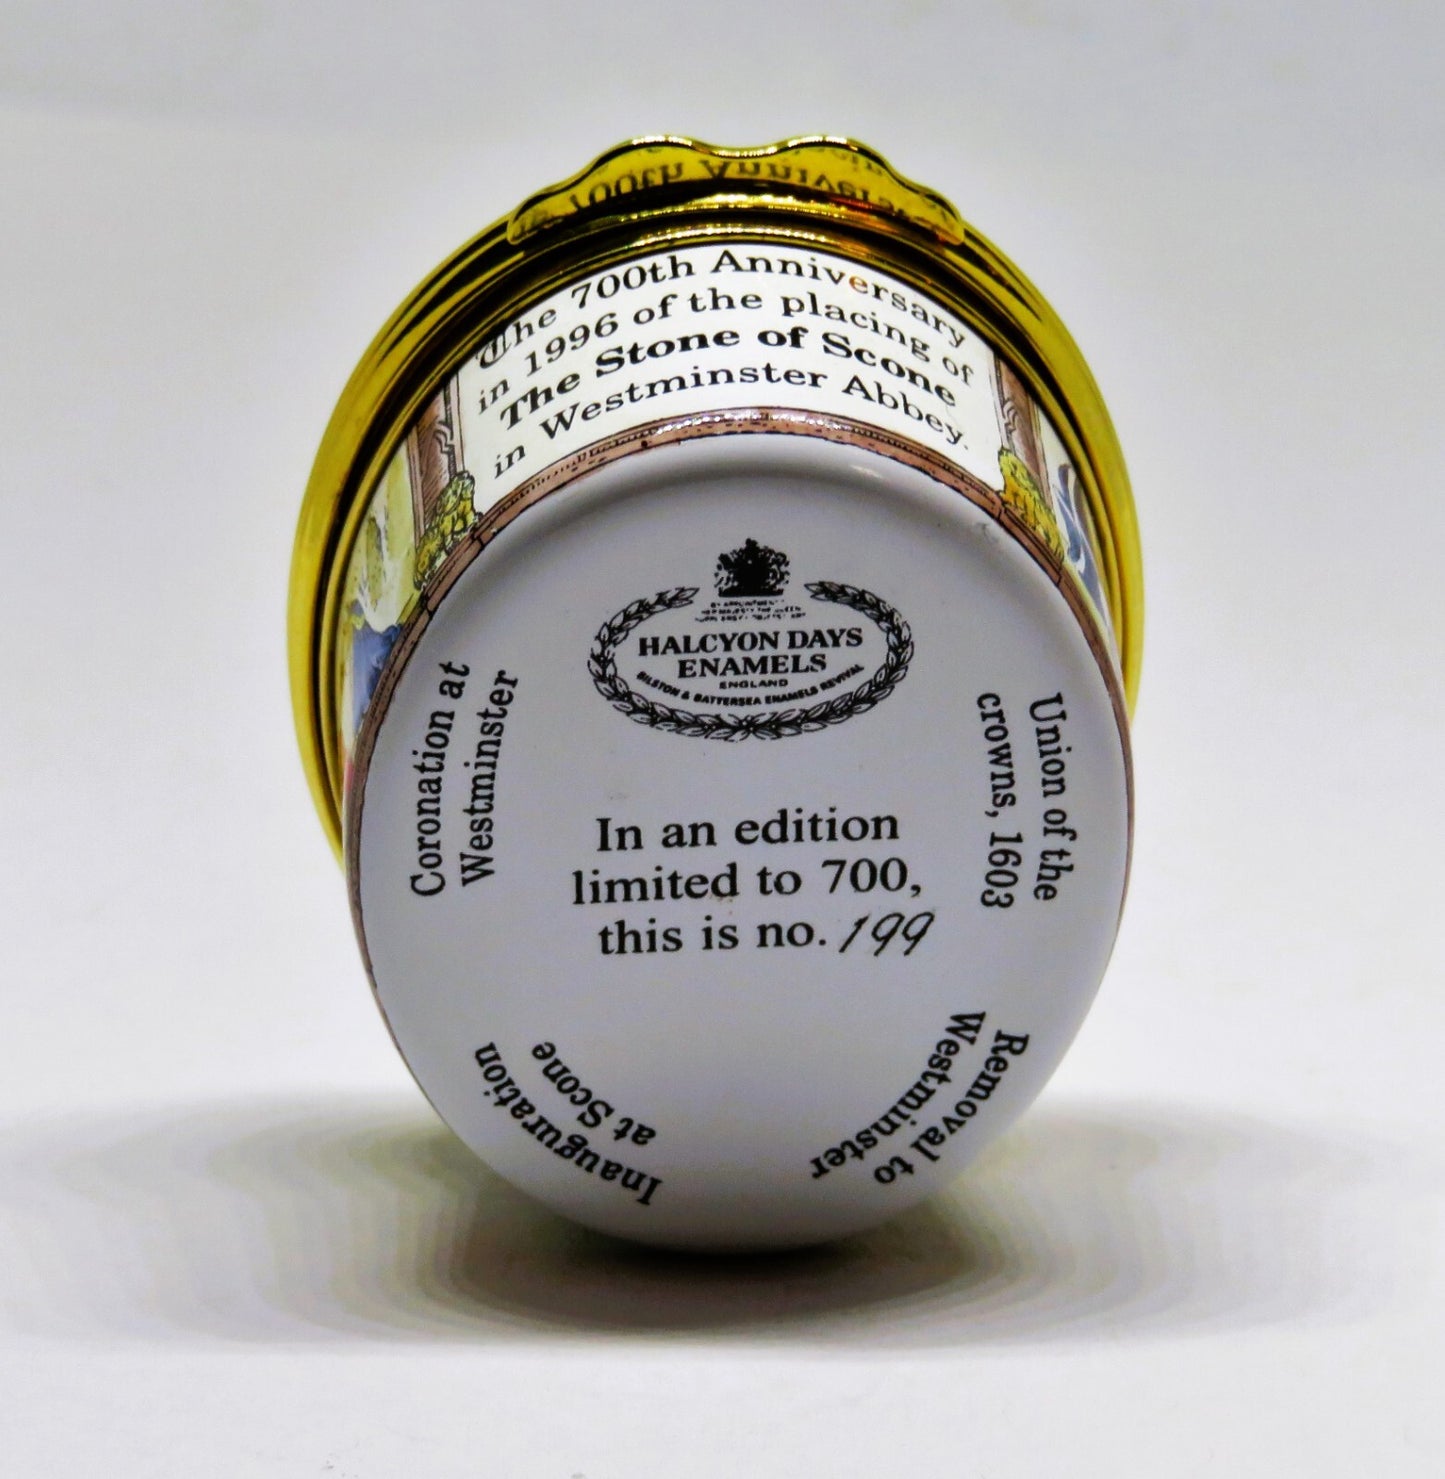 The 700th Anniversary
in 1996 of the placing of
The Stone of Scone
in Westminster Abbey.
HALCYON DAYS
ENAMELS
ENGLAND
BILSTON & BATTERSEA ENAMELS REVIVAL
Coronation at
Westminster
Union of the
crowns, 1603
In an edition
limited to 700,
this is no. 199
Inauguration
at Scone
Removal to
Westminster